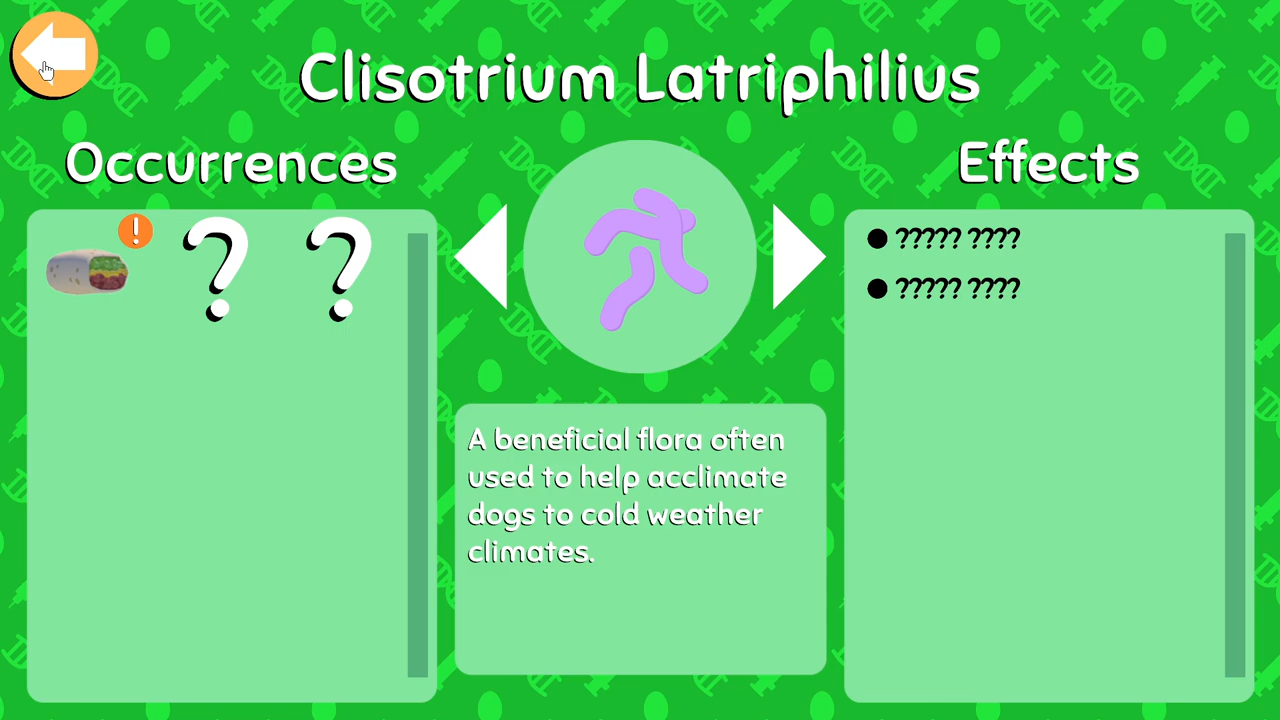 Clisotrium Latriphilius
Occurrences
! ? ?
A beneficial flora often
used to help acclimate
dogs to cold weather
climates.
Effects
● ????? ????
● ????? ????